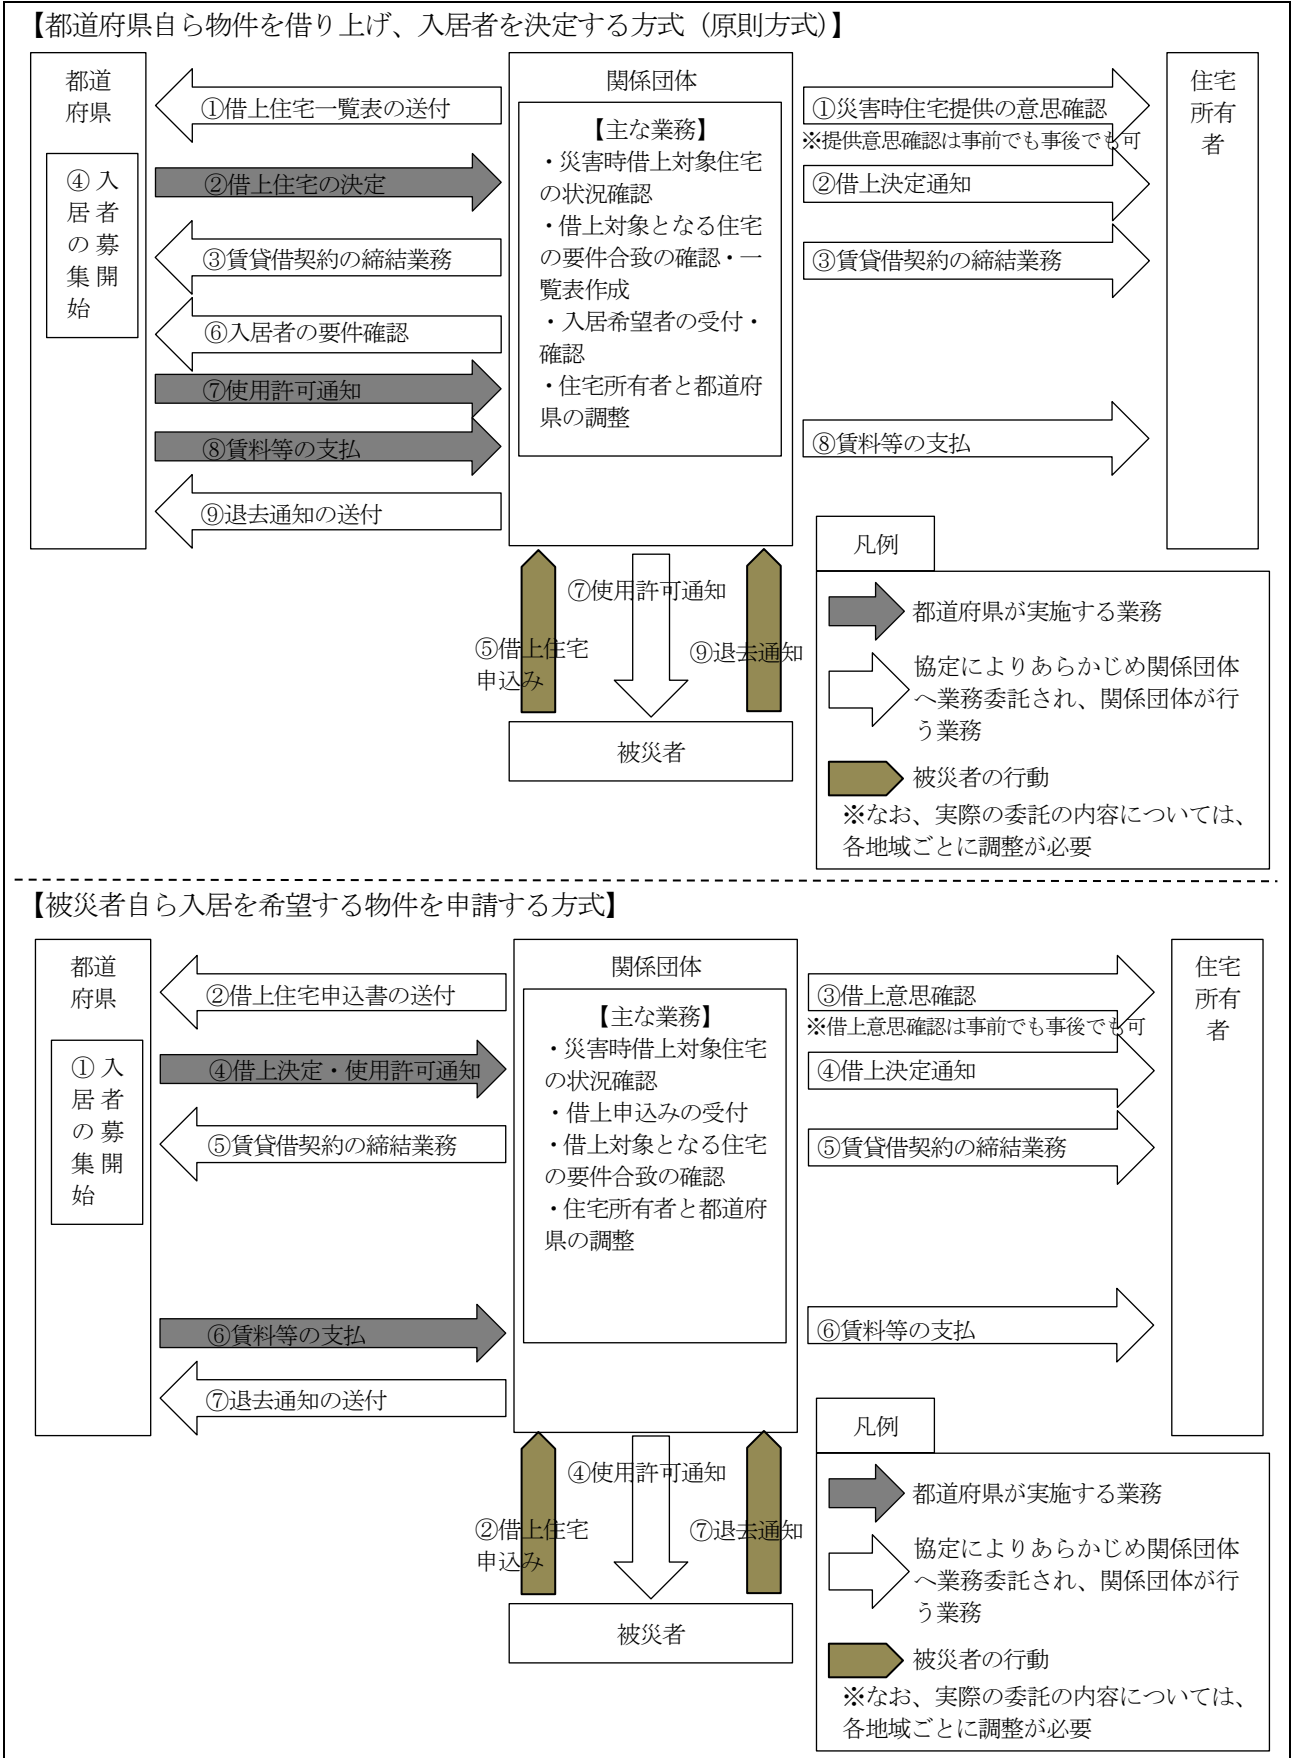 【都道府県自ら物件を借り上げ、入居者を決定する方式（原則方式）】
都道
府県
④入
居者
の募
集開
始
①借上住宅一覧表の送付
②借上住宅の決定
③賃貸借契約の締結業務
⑥入居者の要件確認
⑦使用許可通知
⑧賃料等の支払
⑨退去通知の送付
関係団体
【主な業務】
・災害時借上対象住宅
の状況確認
・借上対象となる住宅
の要件合致の確認・一
覧表作成
・入居希望者の受付・
確認
・住宅所有者と都道府
県の調整
①災害時住宅提供の意思確認
※提供意思確認は事前でも事後でも可
②借上決定通知
③賃貸借契約の締結業務
⑧賃料等の支払
住宅
所有
者
⑦使用許可通知
⑤借上住宅
申込み
⑨退去通知
被災者
凡例
都道府県が実施する業務
協定によりあらかじめ関係団体
へ業務委託され、関係団体が行
う業務
被災者の行動
※なお、実際の委託の内容については、
各地域ごとに調整が必要
【被災者自ら入居を希望する物件を申請する方式】
都道
府県
①入
居者
の募
集開
始
②借上住宅申込書の送付
④借上決定・使用許可通知
⑤賃貸借契約の締結業務
⑥賃料等の支払
⑦退去通知の送付
関係団体
【主な業務】
・災害時借上対象住宅
の状況確認
・借上申込みの受付
・借上対象となる住宅
の要件合致の確認
・住宅所有者と都道府
県の調整
③借上意思確認
※借上意思確認は事前でも事後でも可
④借上決定通知
⑤賃貸借契約の締結業務
⑥賃料等の支払
住宅
所有
者
④使用許可通知
②借上住宅
申込み
⑦退去通知
被災者
凡例
都道府県が実施する業務
協定によりあらかじめ関係団体
へ業務委託され、関係団体が行
う業務
被災者の行動
※なお、実際の委託の内容については、
各地域ごとに調整が必要